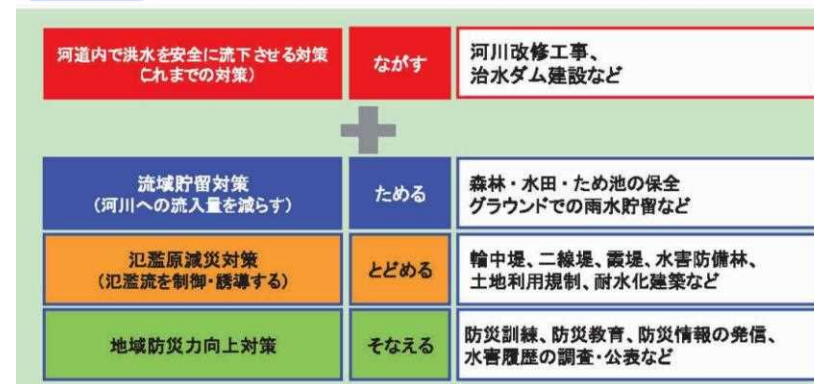 河道内で洪水を安全に流下させる対策
(これまでの対策)
ながす
河川改修工事、
治水ダム建設など
流域貯留対策
(河川への流入量を減らす)
ためる
森林・水田・ため池の保全
グラウンドでの雨水貯留など
氾濫原減災対策
(氾濫流を制御・誘導する)
とどめる
輪中堤、二線堤、霞堤、水害防備林、
土地利用規制、耐水化建築など
地域防災力向上対策
そなえる
防災訓練、防災教育、防災情報の発信、
水害履歴の調査・公表など